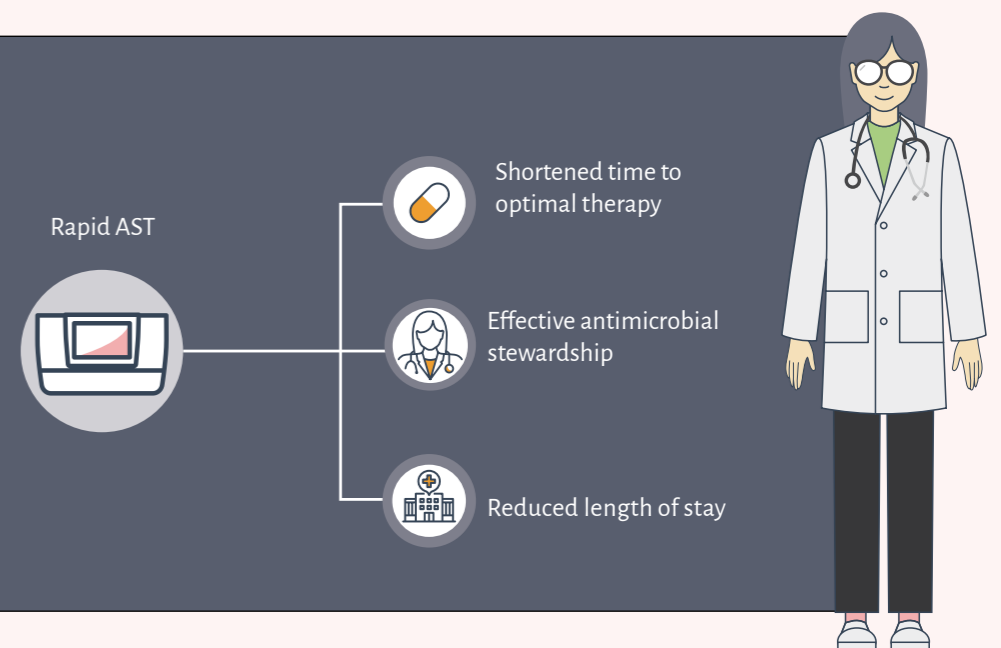 Rapid AST
Shortened time to
optimal therapy
Effective antimicrobial
stewardship
Reduced length of stay